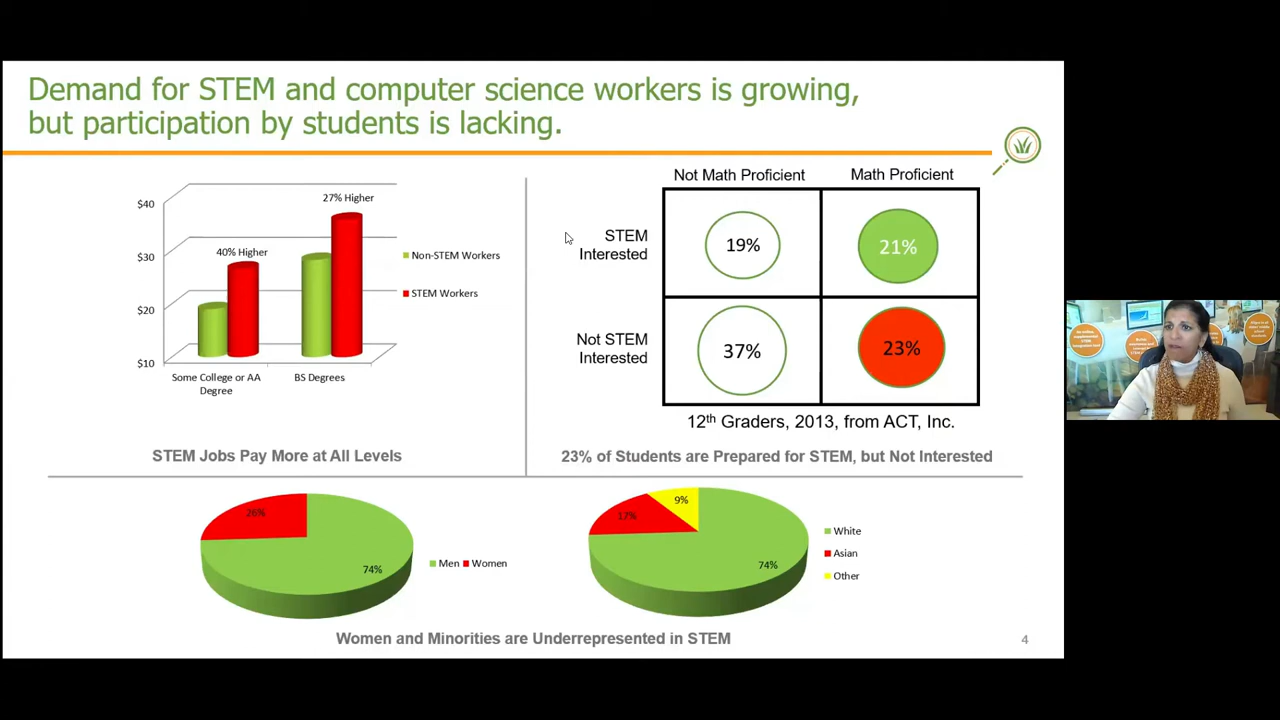 Demand for STEM and computer science workers is growing,
but participation by students is lacking.
$40
$30
$20
$10
40% Higher
27% Higher
Non-STEM Workers
STEM Workers
Some College or AA
Degree
BS Degrees
STEM Jobs Pay More at All Levels
Not Math Proficient
Math Proficient
STEM
Interested
19%
21%
Not STEM
Interested
37%
23%
12th Graders, 2013, from ACT, Inc.
23% of Students are Prepared for STEM, but Not Interested
26%
74%
Men
Women
9%
17%
74%
White
Asian
Other
Women and Minorities are Underrepresented in STEM
4